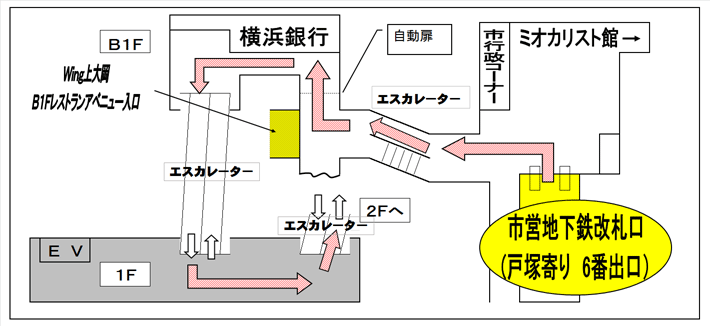 B1F
横浜銀行
自動扉
市行政コーナー
ミオカリスト館→
Wing上大岡
B1Fレストランアベニュー入口
エスカレーター
エスカレーター
2Fへ
エスカレーター
ＥＶ
1F
市営地下鉄改札口
(戸塚寄り 6番出口)